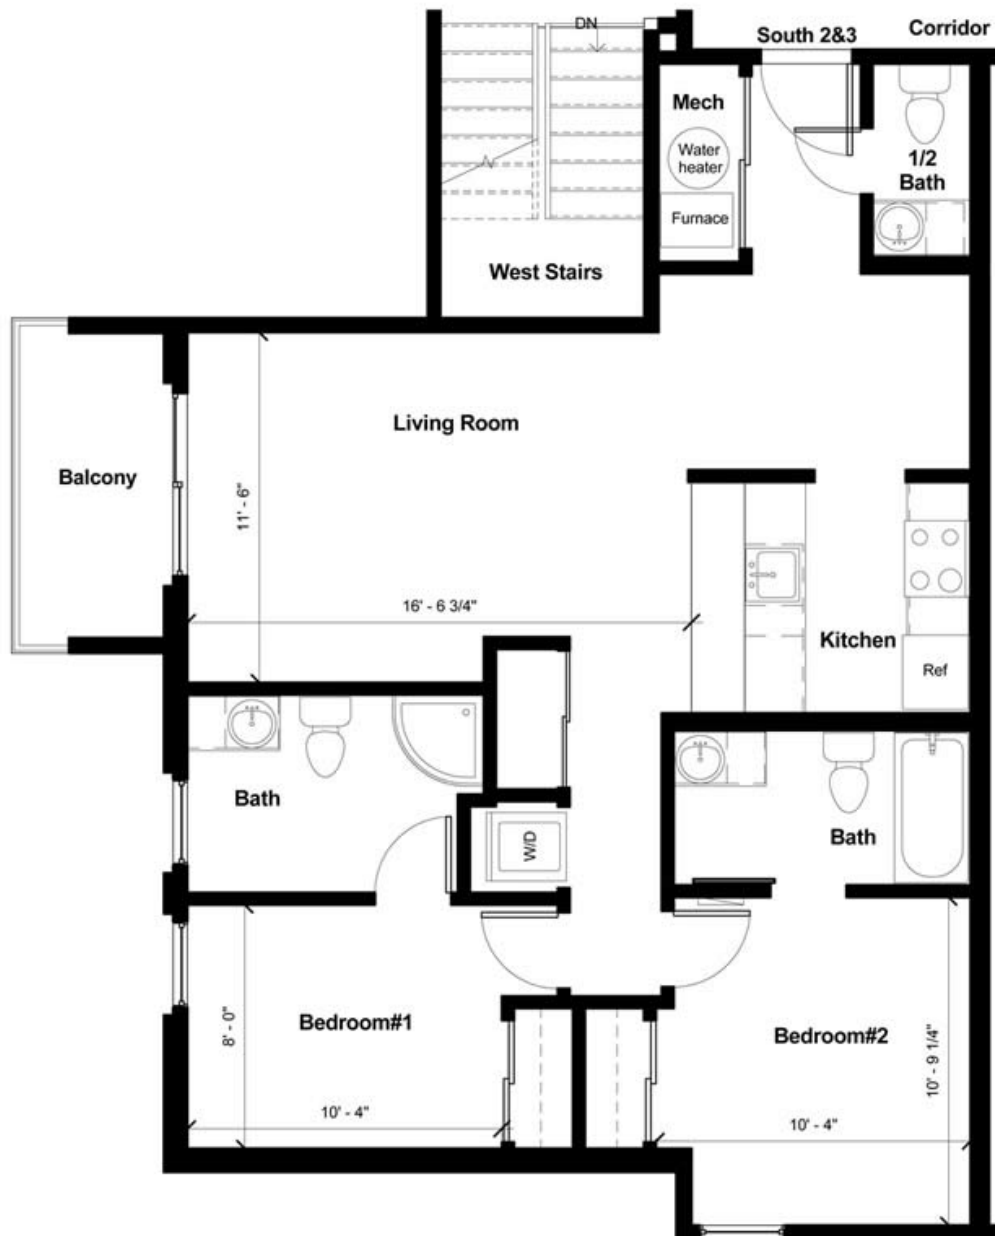 DN
South 2&3
Corridor
Mech
Water
heater
Furnace
1/2
Bath
West Stairs
Living Room
Balcony
11' - 6"
16' - 6 3/4"
Kitchen
Ref
Bath
W/D
Bath
Bedroom#1
8' - 0"
10' - 4"
Bedroom#2
10' - 9 1/4"
10' - 4"